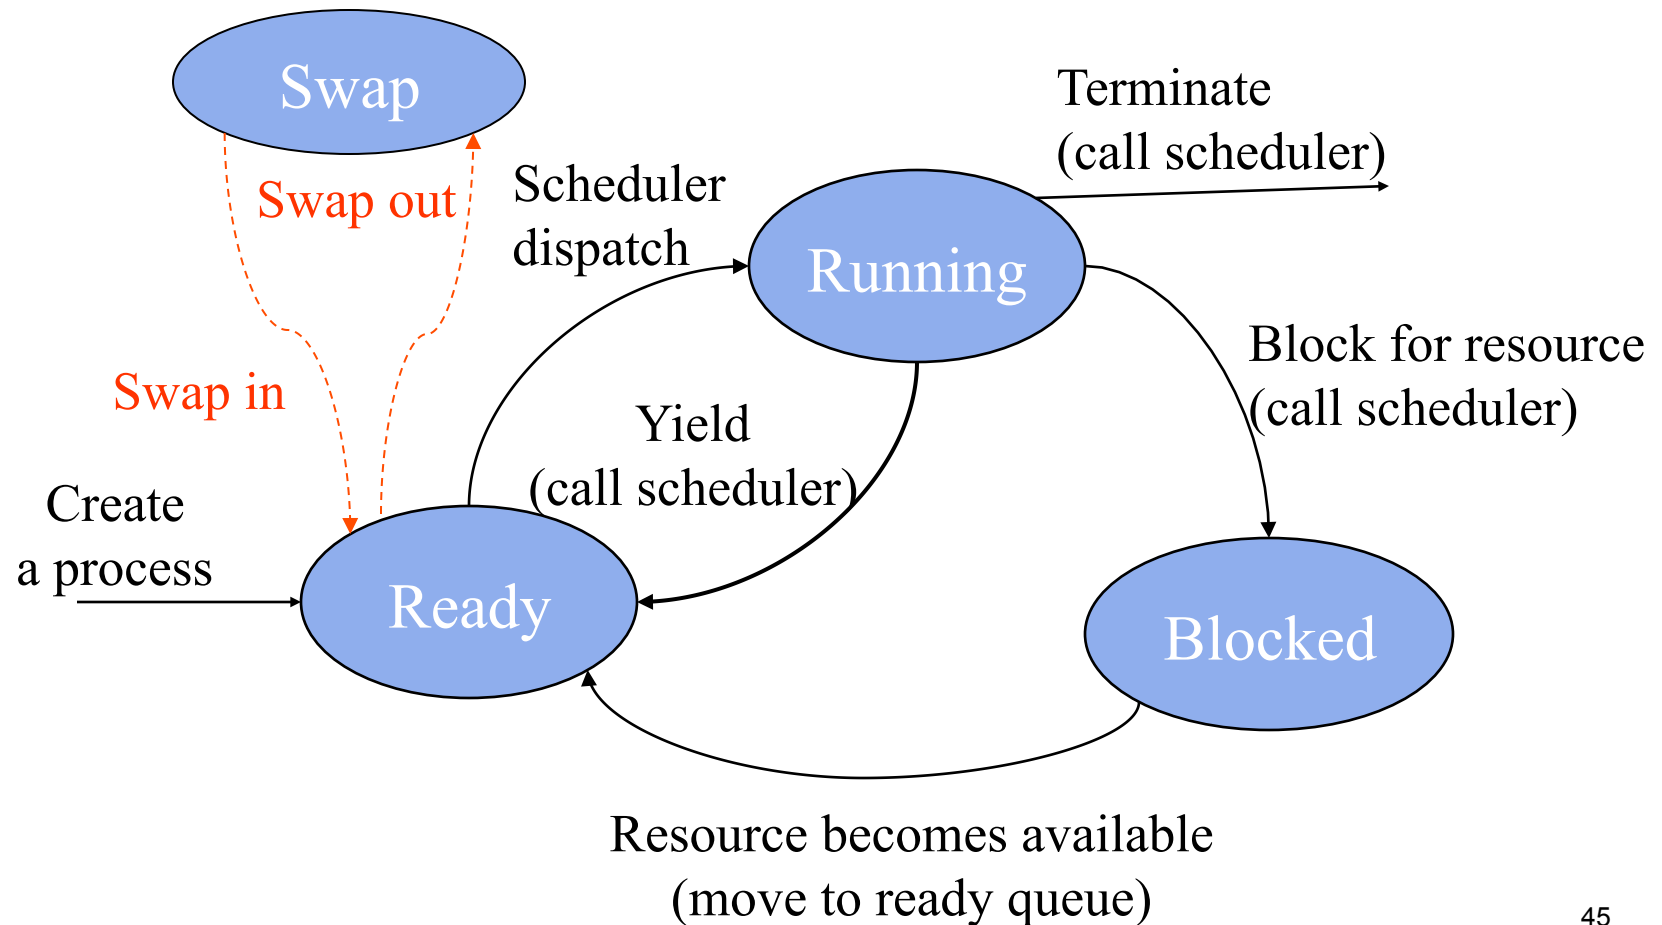 Swap
Terminate
(call scheduler)
Swap out
Scheduler
dispatch
Running
Block for resource
(call scheduler)
Swap in
Yield
(call scheduler)
Create
a process
Ready
Blocked
Resource becomes available
(move to ready queue)
45